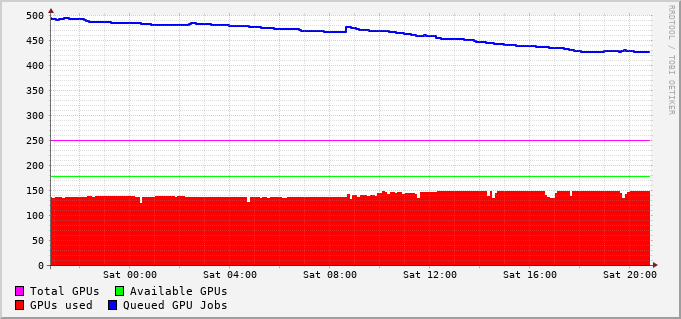 500
450
400
350
300
250
200
150
100
50
0
Sat 00:00 Sat 04:00 Sat 08:00 Sat 12:00 Sat 16:00 Sat 20:00
Total GPUs Available GPUs
GPUs used Queued GPU Jobs
RRDTOOL / TOBI OETIKER